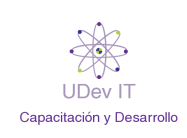 UDev IT
Capacitación y Desarrollo